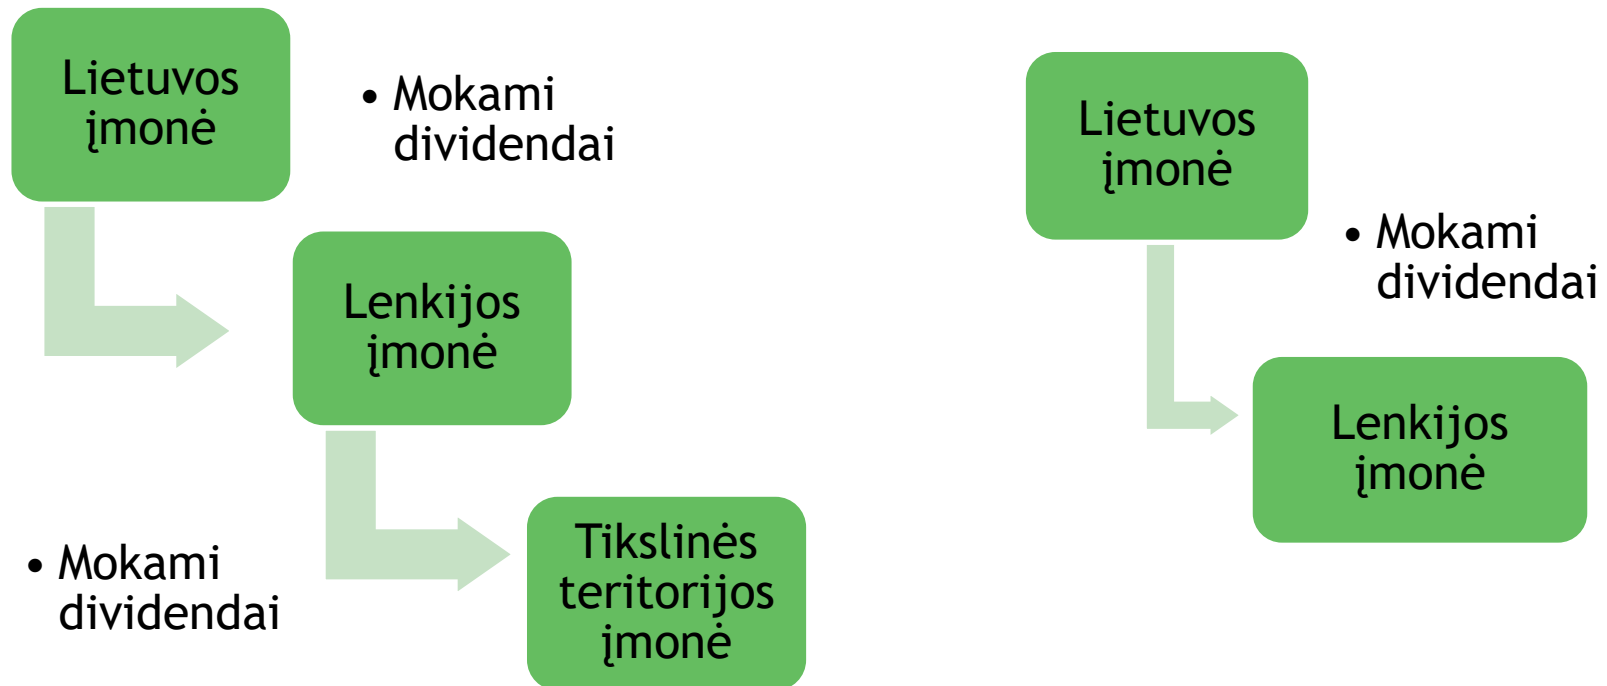 Lietuvos
įmonė
• Mokami
dividendai
Lenkijos
įmonė
• Mokami
dividendai
Tikslinės
teritorijos
įmonė
Lietuvos
įmonė
• Mokami
dividendai
Lenkijos
įmonė